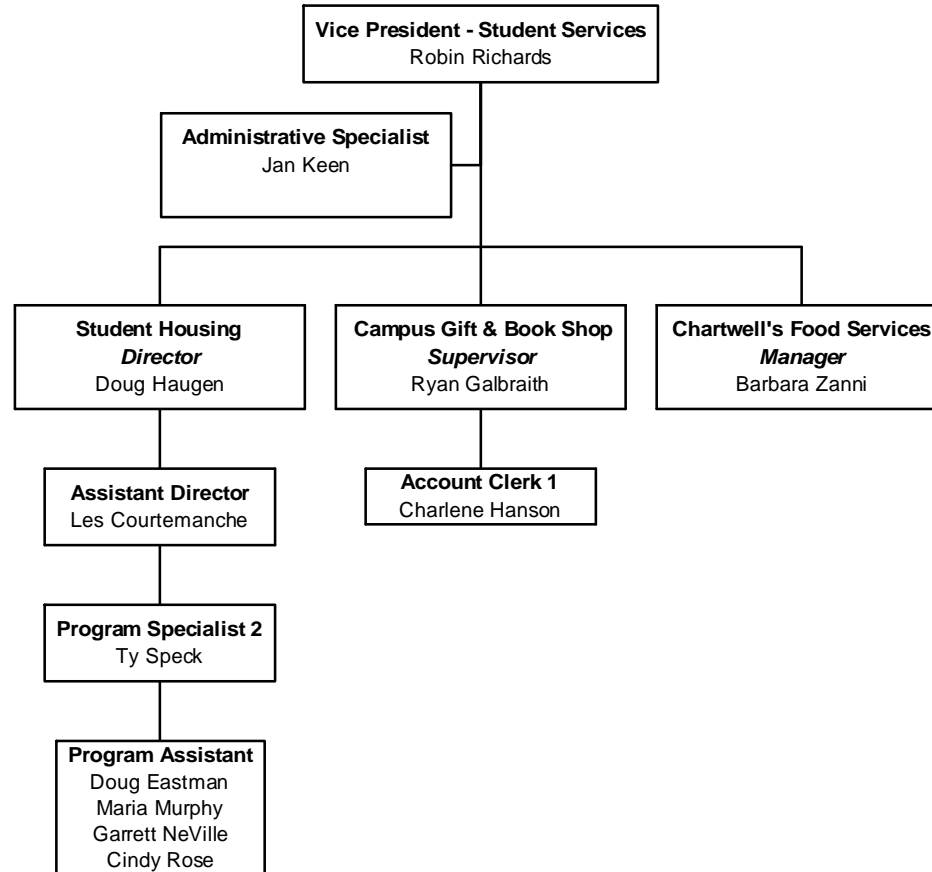 Vice President - Student Services
Robin Richards
Administrative Specialist
Jan Keen
Student Housing
Director
Doug Haugen
Campus Gift & Book Shop
Supervisor
Ryan Galbraith
Chartwell's Food Services
Manager
Barbara Zanni
Assistant Director
Les Courtemanche
Account Clerk 1
Charlene Hanson
Program Specialist 2
Ty Speck
Program Assistant
Doug Eastman
Maria Murphy
Garrett NeVille
Cindy Rose